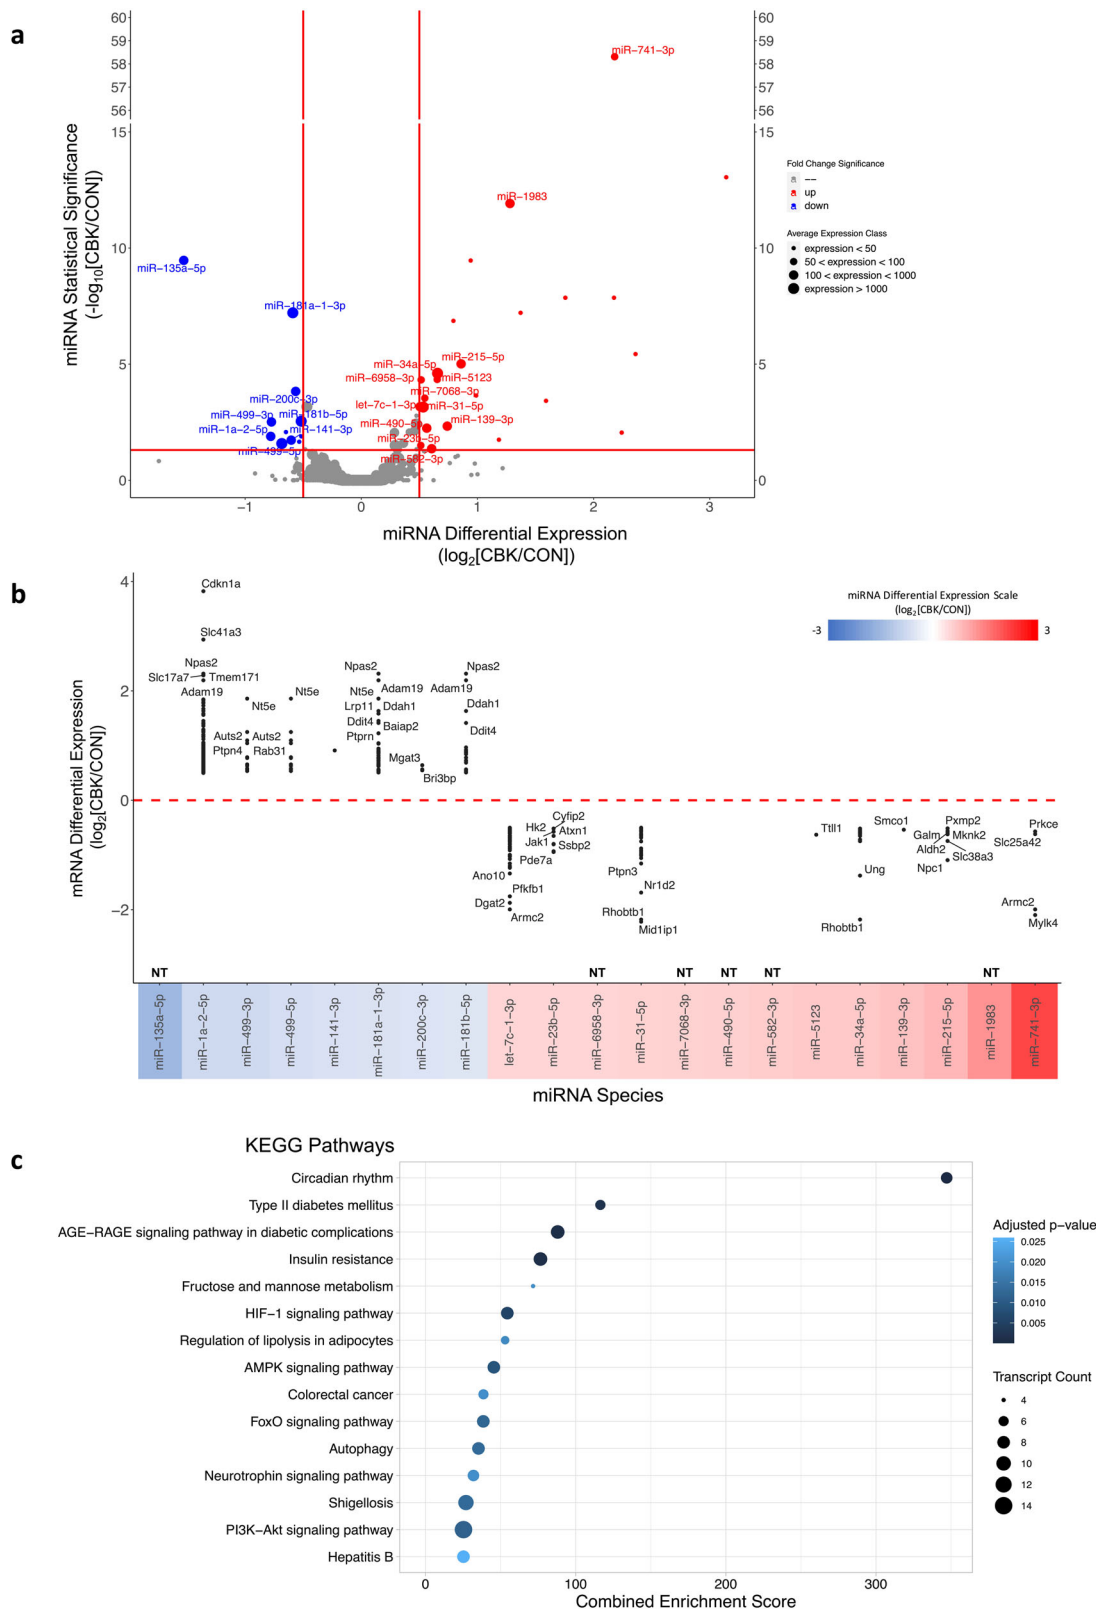 a
60
59
58
57
56
15
10
5
0
60
59
58
57
56
15
10
5
0
miRNA Statistical Significance
(-log10[CBK/CON])
miR−741−3p
miR−1983
miR−135a−5p
miR−181a−1−3p
miR−215−5p
miR−34a−5p
miR−6958−3p
miR−5123
miR−200c−3p
miR−7068−3p
let−7c−1−3p
miR−31−5p
miR−499−3p
miR−181b−5p
miR−490−5p
miR−139−3p
miR−1a−2−5p
miR−141−3p
miR−23b−5p
miR−499−5p
miR−582−3p
−1
0
1
2
3
miRNA Differential Expression
(log2[CBK/CON])
Fold Change Significance
−−
up
down
Average Expression Class
expression < 50
50 < expression < 100
100 < expression < 1000
expression > 1000
b
mRNA Differential Expression
(log2[CBK/CON])
4
2
0
−2
miRNA Differential Expression Scale
(log2[CBK/CON])
-3
3
Cdkn1a
Slc41a3
Npas2
Slc17a7
Tmem171
Adam19
Nt5e
Auts2
Ptpn4
Nt5e
Auts2
Rab31
Npas2
Adam19
Nt5e
Lrp11
Ddah1
Ddit4
Baiap2
Ptprn
Mgat3
Bri3bp
Npas2
Adam19
Ddah1
Ddit4
Ano10
Pfkfb1
Dgat2
Armc2
Cyfip2
Hk2
Atxn1
Jak1
Ssbp2
Pde7a
Ptpn3
Nr1d2
Rhobtb1
Mid1ip1
Ttll1
Ung
Rhobtb1
Smco1
Pxmp2
Galm
Mknk2
Aldh2
Slc38a3
Npc1
Prkce
Slc25a42
Armc2
Mylk4
NT
NT
NT
NT
NT
NT
miR−135a−5p
miR−1a−2−5p
miR−499−3p
miR−499−5p
miR−141−3p
miR−181a−1−3p
miR−200c−3p
miR−181b−5p
let−7c−1−3p
miR−23b−5p
miR−6958−3p
miR−31−5p
miR−7068−3p
miR−490−5p
miR−582−3p
miR−5123
miR−34a−5p
miR−139−3p
miR−215−5p
miR−1983
miR−741−3p
miRNA Species
c
KEGG Pathways
Circadian rhythm
Type II diabetes mellitus
AGE−RAGE signaling pathway in diabetic complications
Insulin resistance
Fructose and mannose metabolism
HIF−1 signaling pathway
Regulation of lipolysis in adipocytes
AMPK signaling pathway
Colorectal cancer
FoxO signaling pathway
Autophagy
Neurotrophin signaling pathway
Shigellosis
PI3K−Akt signaling pathway
Hepatitis B
0
100
200
300
Combined Enrichment Score
Adjusted p-value
0.025
0.020
0.015
0.010
0.005
Transcript Count
4
6
8
10
12
14